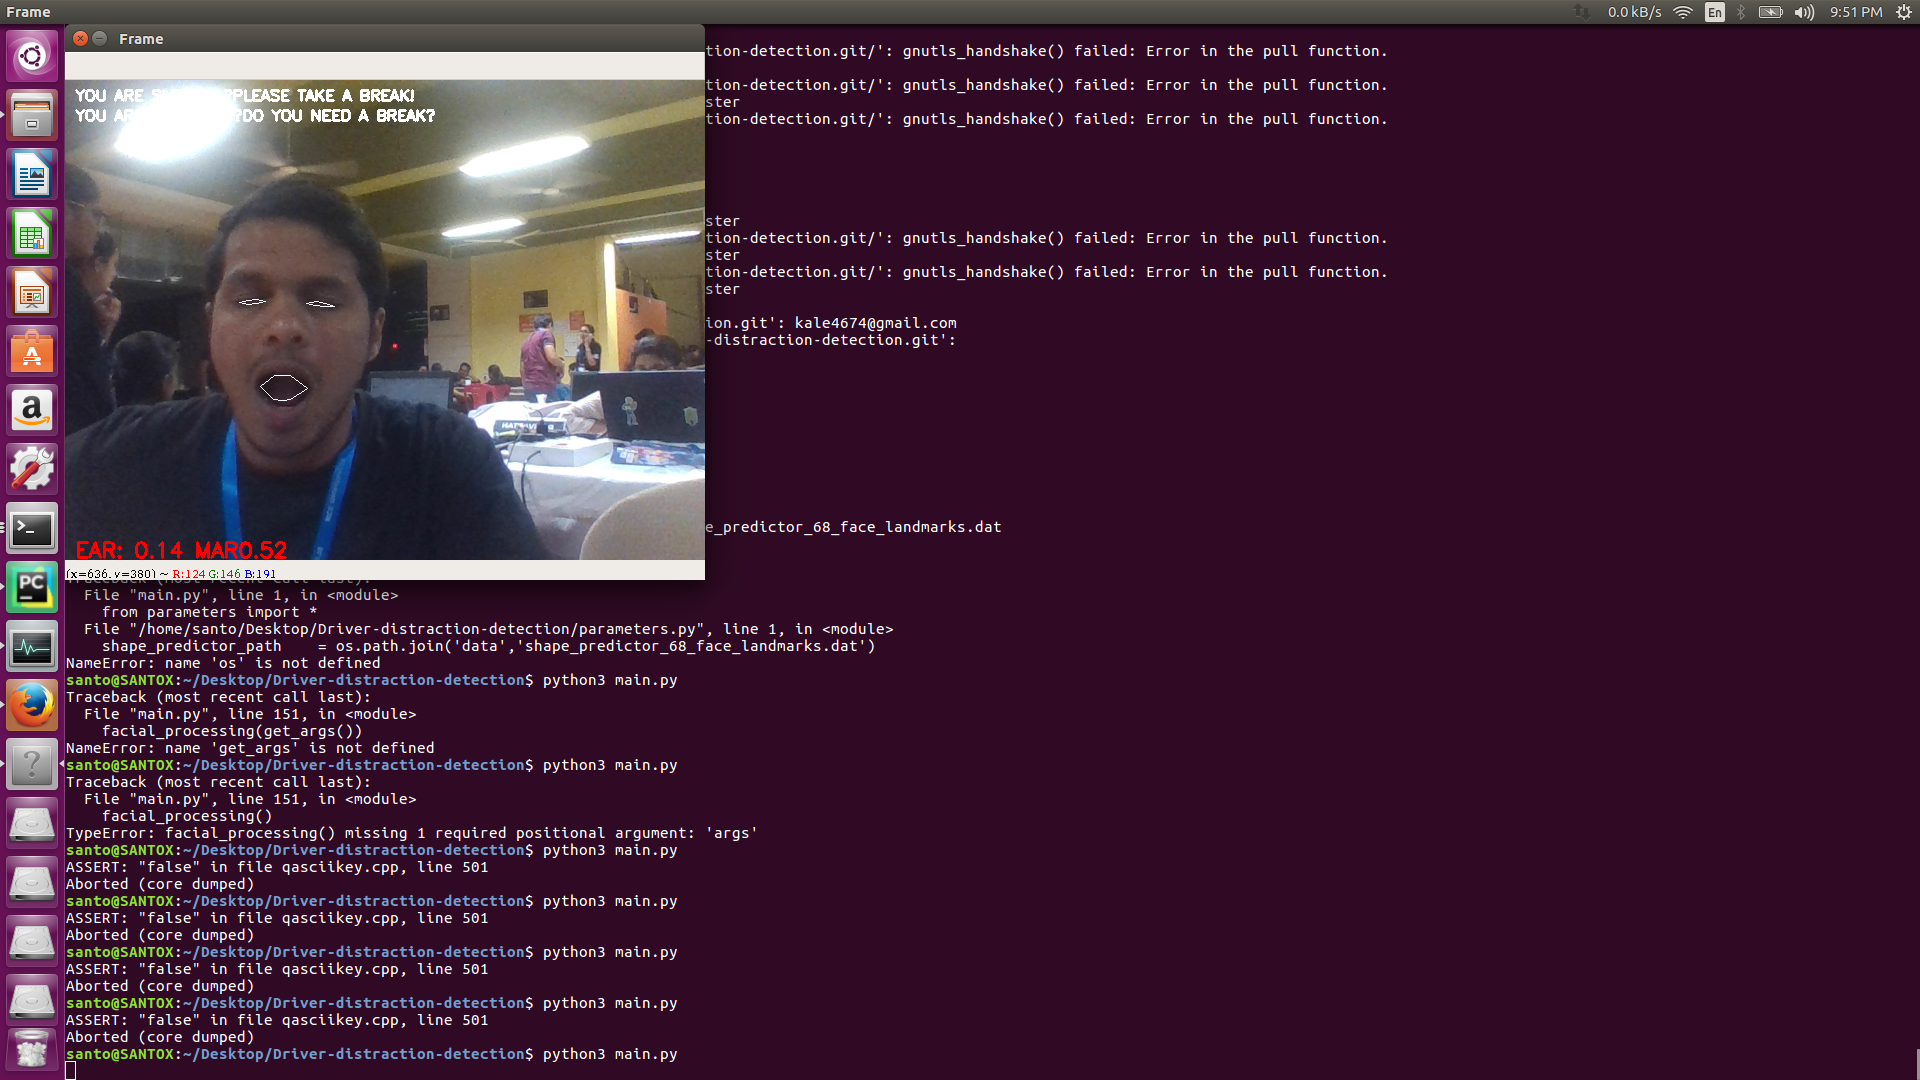 Frame
0.0 kB/s
En
9:51 PM
Frame
YOU ARE PLEASE TAKE A BREAK!
YOU DO YOU NEED A BREAK?
EAR: 0.14 MAR0.52
(x=636, y=380) ~ R:124 G:146 B:191
tion-detection.git/': gnutls_handshake() failed: Error in the pull function.
tion-detection.git/': gnutls_handshake() failed: Error in the pull function.
ster
tion-detection.git/': gnutls_handshake() failed: Error in the pull function.
ster
tion-detection.git/': gnutls_handshake() failed: Error in the pull function.
ster
tion-detection.git/': gnutls_handshake() failed: Error in the pull function.
ster
ion.git': kale4674@gmail.com
-distraction-detection.git':
e_predictor_68_face_landmarks.dat
Traceback (most recent call last):
File "main.py", line 1, in <module>
from parameters import *
File "/home/santo/Desktop/Driver-distraction-detection/parameters.py", line 1, in <module>
shape_predictor_path    = os.path.join('data','shape_predictor_68_face_landmarks.dat')
NameError: name 'os' is not defined
santo@SANTOX:~/Desktop/Driver-distraction-detection$ python3 main.py
Traceback (most recent call last):
File "main.py", line 151, in <module>
facial_processing(get_args())
NameError: name 'get_args' is not defined
santo@SANTOX:~/Desktop/Driver-distraction-detection$ python3 main.py
Traceback (most recent call last):
File "main.py", line 151, in <module>
facial_processing()
TypeError: facial_processing() missing 1 required positional argument: 'args'
santo@SANTOX:~/Desktop/Driver-distraction-detection$ python3 main.py
ASSERT: "false" in file qasciikey.cpp, line 501
Aborted (core dumped)
santo@SANTOX:~/Desktop/Driver-distraction-detection$ python3 main.py
ASSERT: "false" in file qasciikey.cpp, line 501
Aborted (core dumped)
santo@SANTOX:~/Desktop/Driver-distraction-detection$ python3 main.py
ASSERT: "false" in file qasciikey.cpp, line 501
Aborted (core dumped)
santo@SANTOX:~/Desktop/Driver-distraction-detection$ python3 main.py
ASSERT: "false" in file qasciikey.cpp, line 501
Aborted (core dumped)
santo@SANTOX:~/Desktop/Driver-distraction-detection$ python3 main.py